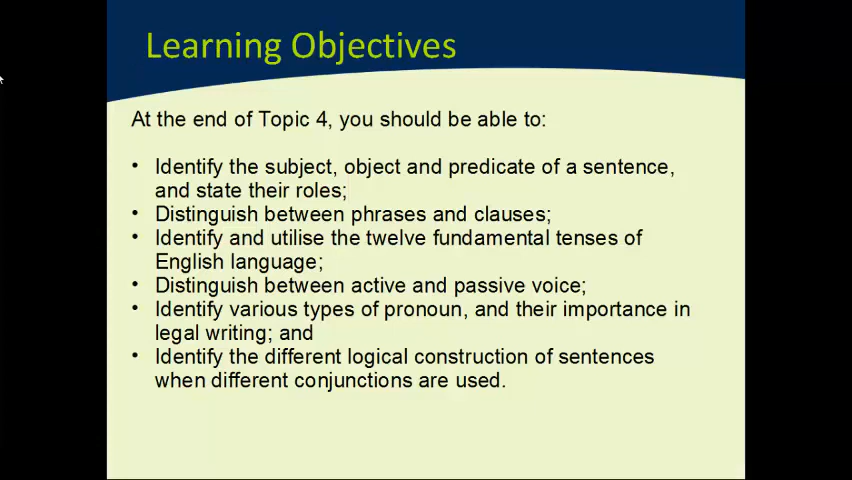 Learning Objectives
At the end of Topic 4, you should be able to:
• Identify the subject, object and predicate of a sentence,
and state their roles;
• Distinguish between phrases and clauses;
• Identify and utilise the twelve fundamental tenses of
English language;
• Distinguish between active and passive voice;
• Identify various types of pronoun, and their importance in
legal writing; and
• Identify the different logical construction of sentences
when different conjunctions are used.